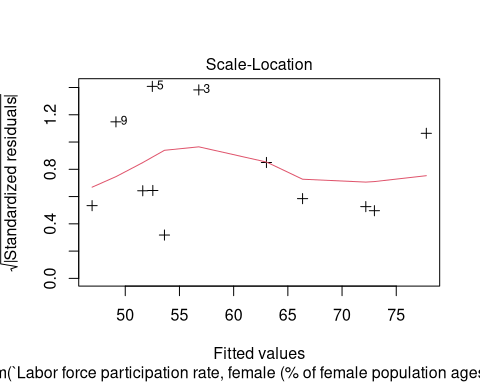 Scale-Location
√|Standardized residuals|
1.2
0.8
0.4
0.0
5
3
9
50 55 60 65 70 75
Fitted values
m(`Labor force participation rate, female (% of female population ages